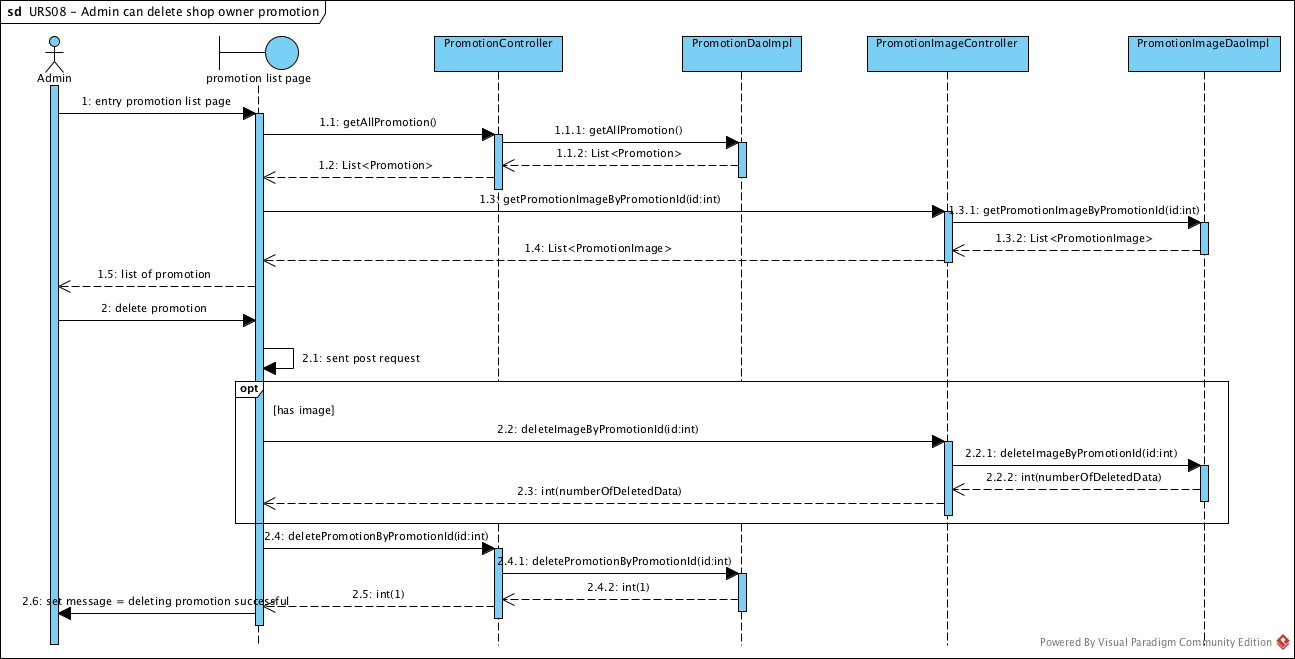 sd URS08 – Admin can delete shop owner promotion
Admin
promotion list page
PromotionController
PromotionDaoImpl
PromotionImageController
PromotionImageDaoImpl
1: entry promotion list page
1.1: getAllPromotion()
1.1.1: getAllPromotion()
1.1.2: List<Promotion>
1.2: List<Promotion>
1.3: getPromotionImageByPromotionId(id:int)
1.3.1: getPromotionImageByPromotionId(id:int)
1.3.2: List<PromotionImage>
1.4: List<PromotionImage>
1.5: list of promotion
2: delete promotion
2.1: sent post request
opt
[has image]
2.2: deleteImageByPromotionId(id:int)
2.2.1: deleteImageByPromotionId(id:int)
2.2.2: int(numberOfDeletedData)
2.3: int(numberOfDeletedData)
2.4: deletePromotionByPromotionId(id:int)
2.4.1: deletePromotionByPromotionId(id:int)
2.4.2: int(1)
2.5: int(1)
2.6: set message = deleting promotion successful
Powered By Visual Paradigm Community Edition